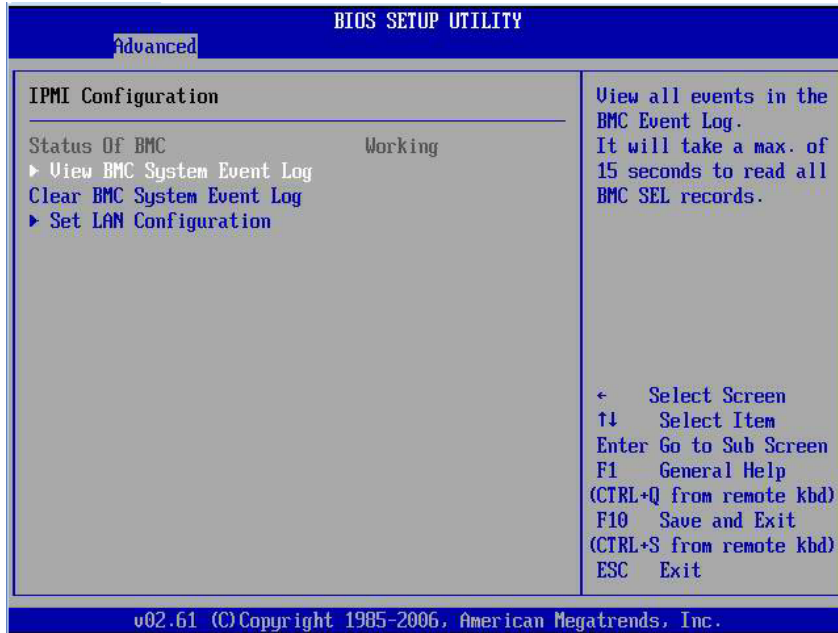 BIOS SETUP UTILITY
Advanced
IPMI Configuration
Status Of BMC Working
▶ View BMC System Event Log
Clear BMC System Event Log
▶ Set LAN Configuration
View all events in the
BMC Event Log.
It will take a max. of
15 seconds to read all
BMC SEL records.
← Select Screen
↑↓ Select Item
Enter Go to Sub Screen
F1 General Help
(CTRL+Q from remote kbd)
F10 Save and Exit
(CTRL+S from remote kbd)
ESC Exit
v02.61 (C)Copyright 1985-2006, American Megatrends, Inc.